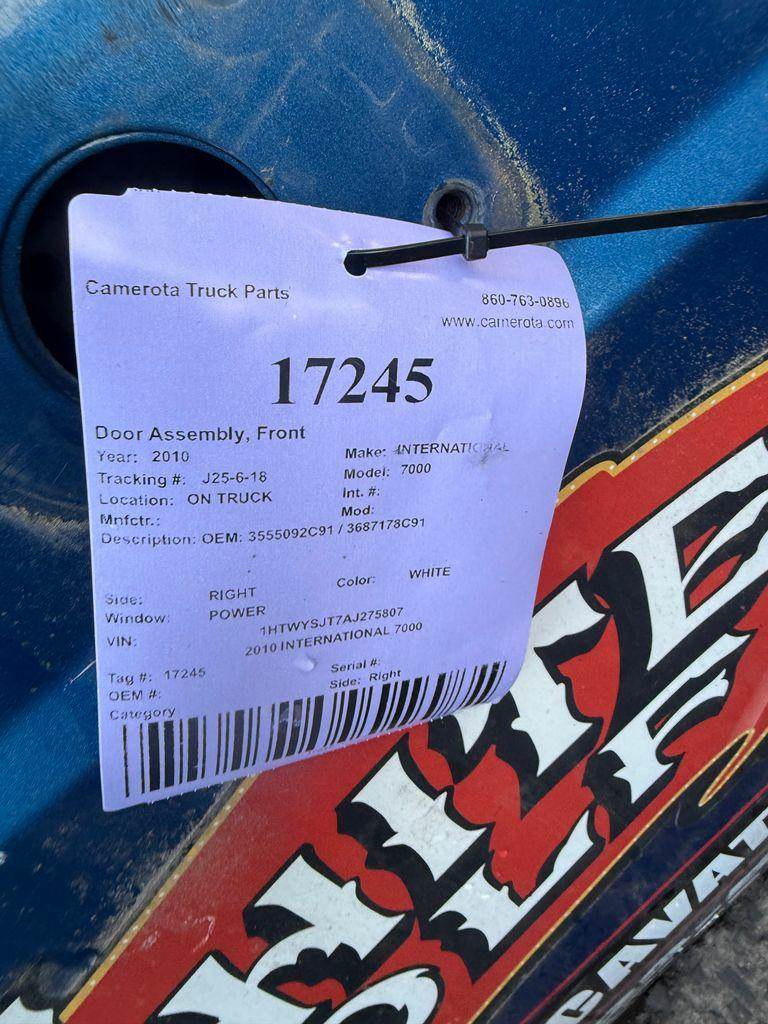 Camerota Truck Parts
860-763-0896
www.camerota.com
17245
Door Assembly, Front
Year: 2010 Make: INTERNATIONAL
Tracking #: J25-6-18 Model: 7000
Location: ON TRUCK Int. #:
Mnfctr.: Mod:
Description: OEM: 3555092C91 / 3687178C91
Side: RIGHT Color: WHITE
Window: POWER
VIN: 1HTWYSJT7AJ275807
2010 INTERNATIONAL 7000
Tag #: 17245 Serial #:
OEM #: Side: Right
Category